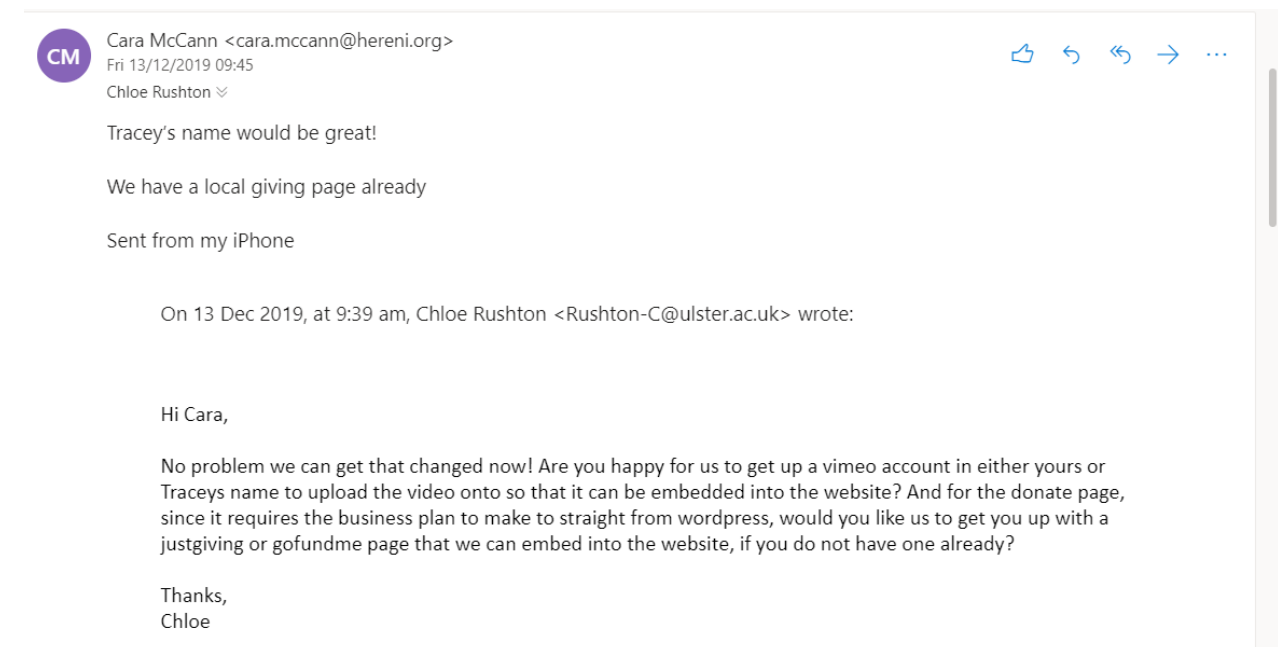 CM
Cara McCann <cara.mccann@hereni.org>
Fri 13/12/2019 09:45
Chloe Rushton
Tracey's name would be great!
We have a local giving page already
Sent from my iPhone
On 13 Dec 2019, at 9:39 am, Chloe Rushton <Rushton-C@ulster.ac.uk> wrote:
Hi Cara,
No problem we can get that changed now! Are you happy for us to get up a vimeo account in either yours or
Traceys name to upload the video onto so that it can be embedded into the website? And for the donate page,
since it requires the business plan to make to straight from wordpress, would you like us to get you up with a
justgiving or gofundme page that we can embed into the website, if you do not have one already?
Thanks,
Chloe